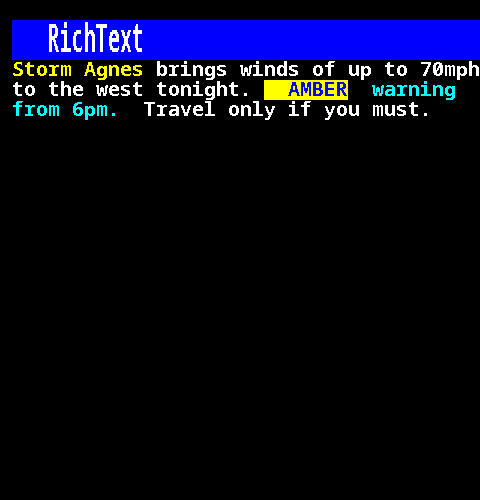 RichText
Storm Agnes brings winds of up to 70mph
to the west tonight. AMBER warning
from 6pm. Travel only if you must.